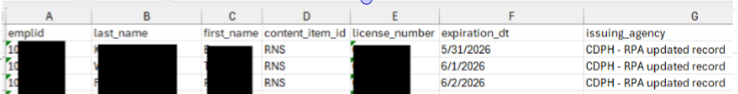 A B C D E F G
emplid last_name first_name content_item_id license_number expiration_dt issuing_agency
10 RNS 5/31/2026 CDPH - RPA updated record
10 RNS 6/1/2026 CDPH - RPA updated record
10 RNS 6/2/2026 CDPH - RPA updated record